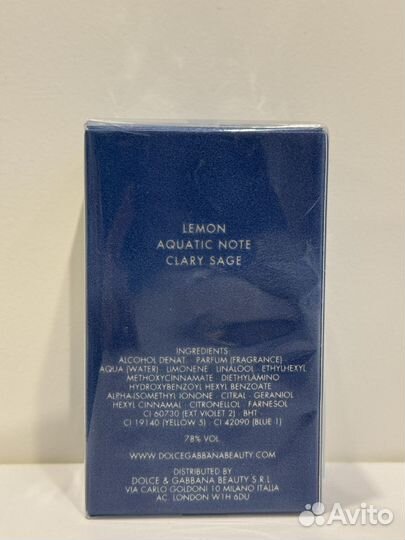 LEMON
AQUATIC NOTE
CLARY SAGE
INGREDIENTS:
ALCOHOL DENAT. · PARFUM (FRAGRANCE)
AQUA (WATER) · LIMONENE · LINALOOL · ETHYLHEXYL
METHOXYCINNAMATE · DIETHYLAMINO
HYDROXYBENZOYL HEXYL BENZOATE
ALPHA-ISOMETHYL IONONE · CITRAL · GERANIOL
HEXYL CINNAMAL · CITRONELLOL · FARNESOL
CI 60730 (EXT VIOLET 2) · BHT
CI 19140 (YELLOW 5) · CI 42090 (BLUE 1)
78% VOL.
WWW.DOLCEGABBANABEAUTY.COM
DISTRIBUTED BY
DOLCE & GABBANA BEAUTY S.R.L
VIA CARLO GOLDONI 10 MILANO ITALIA
AC. LONDON W1H 6DU
Avito